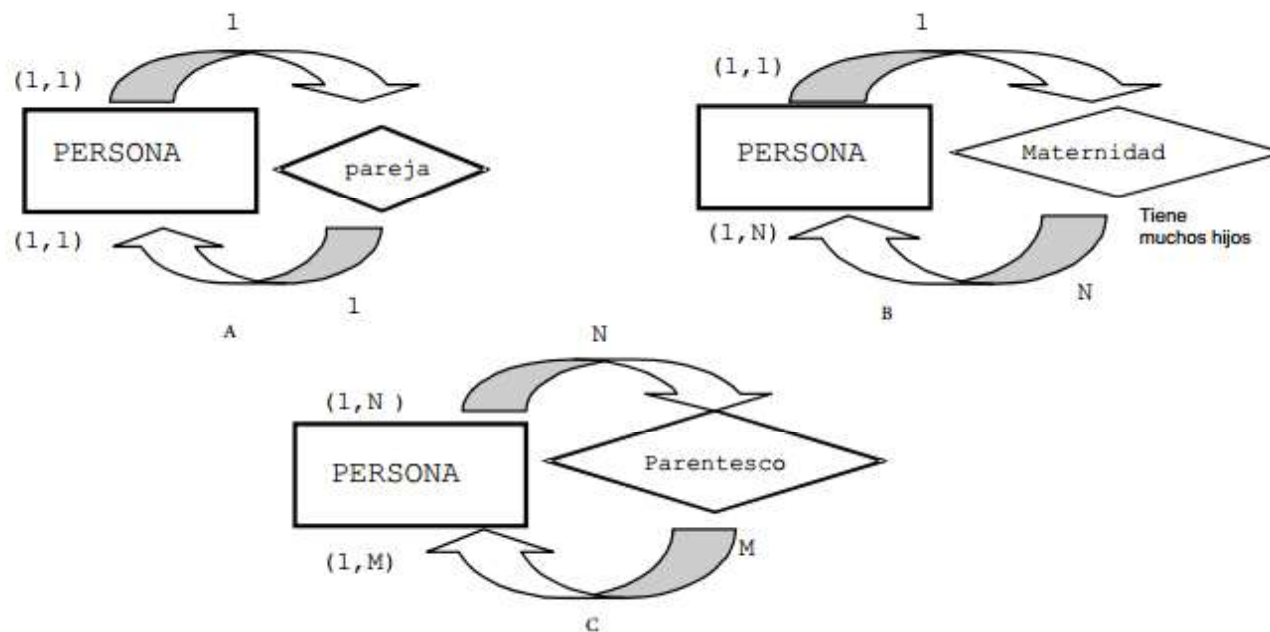 1
(1,1)
PERSONA
pareja
(1,1)
1
A
1
(1,1)
PERSONA
Maternidad
Tiene
muchos hijos
(1,N)
N
B
N
(1,N )
PERSONA
Parentesco
(1,M)
M
C